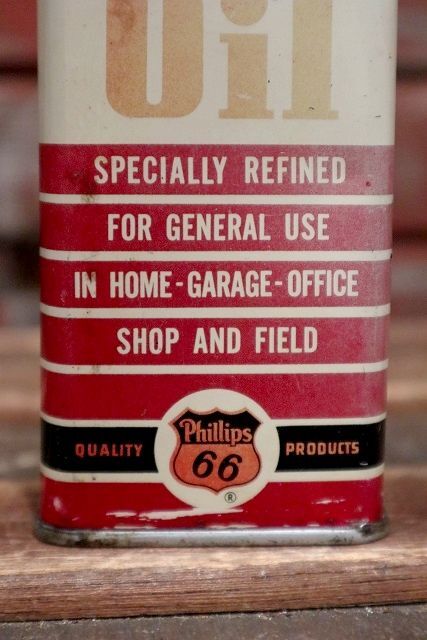 Oil
SPECIALLY REFINED
FOR GENERAL USE
IN HOME-GARAGE-OFFICE
SHOP AND FIELD
QUALITY Phillips PRODUCTS
66
®